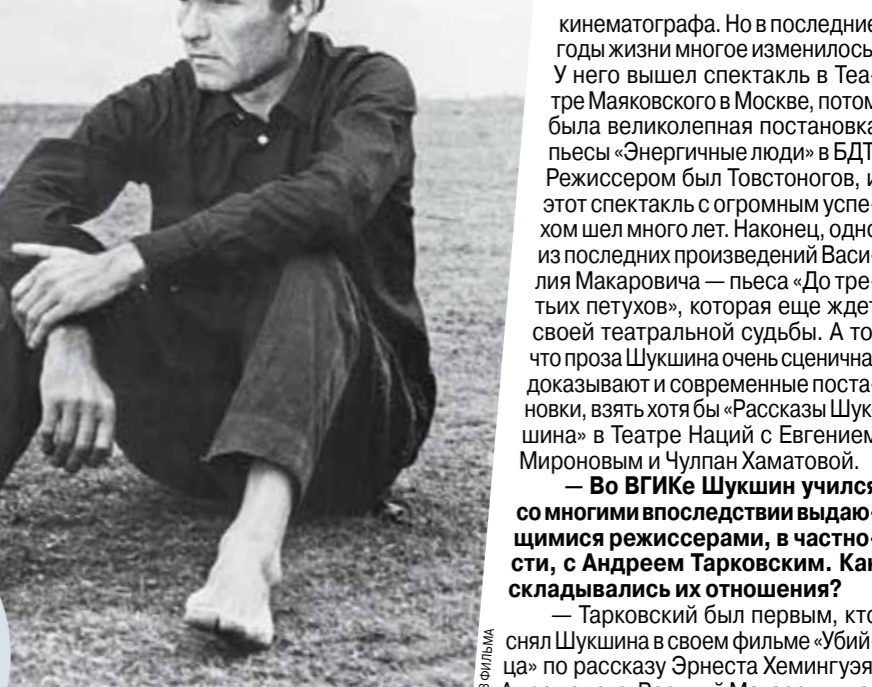 кинематографа. Но в последние
годы жизни многое изменилось.
У него вышел спектакль в Теа-
тре Маяковского в Москве, потом
была великолепная постановка
пьесы «Энергичные люди» в БДТ.
Режиссером был Товстоногов, и
этот спектакль с огромным успе-
хом шел много лет. Наконец, одно
из последних произведений Васи-
лия Макаровича — пьеса «До тре-
тьих петухов», которая еще ждет
своей театральной судьбы. А то,
что проза Шукшина очень сценична,
доказывают и современные поста-
новки, взять хотя бы «Рассказы Шук-
шина» в Театре Наций с Евгением
Мироновым и Чулпан Хаматовой.
— Во ВГИКе Шукшин учился
со многими впоследствии выдаю-
щимися режиссерами, в частно-
сти, с Андреем Тарковским. Как
складывались их отношения?
— Тарковский был первым, кто
снял Шукшина в своем фильме «Убий-
ца» по рассказу Эрнеста Хемингуэя.
ФИЛЬМА